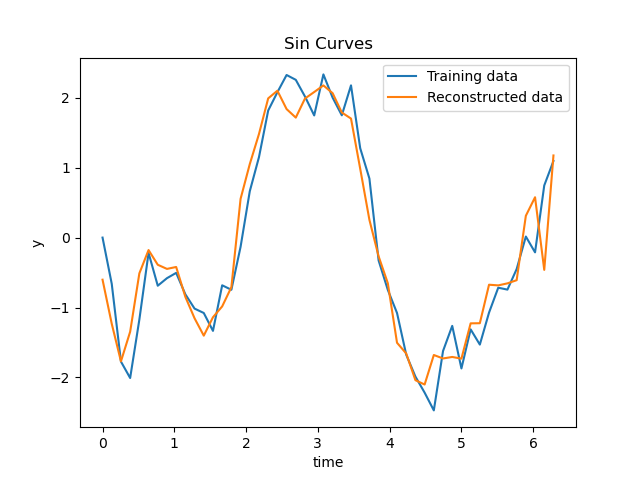 Sin Curves
Training data
Reconstructed data
y
2
1
0
−1
−2
0 1 2 3 4 5 6
time